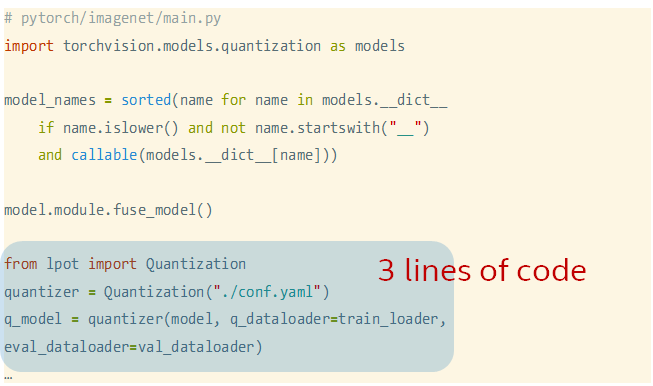 # pytorch/imagenet/main.py
import torchvision.models.quantization as models
model_names = sorted(name for name in models.__dict__
    if name.islower() and not name.startswith("__")
    and callable(models.__dict__[name]))
model.module.fuse_model()
from lpot import Quantization
3 lines of code
quantizer = Quantization("./conf.yaml")
q_model = quantizer(model, q_dataloader=train_loader,
eval_dataloader=val_dataloader)
…